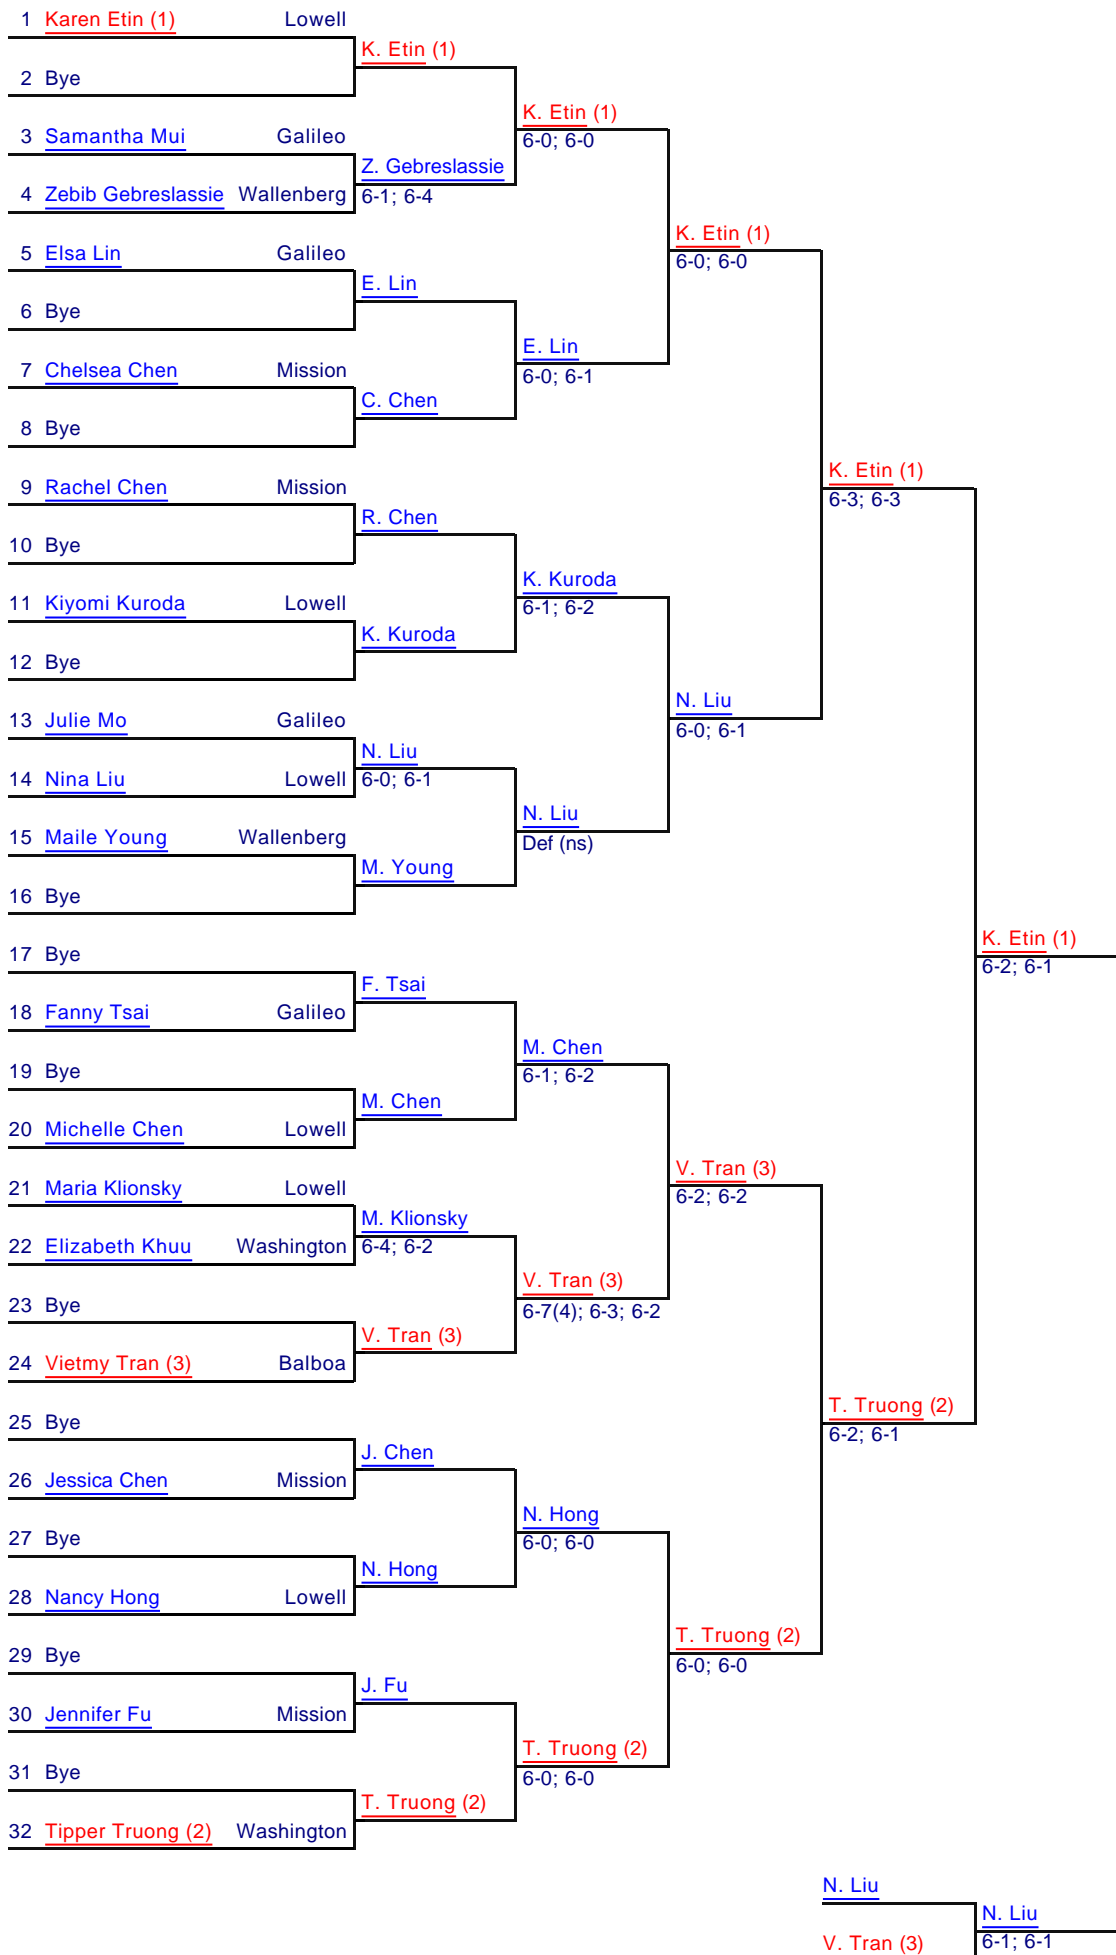 1 Karen Etin (1) Lowell
K. Etin (1)
2 Bye
K. Etin (1)
6-0; 6-0
3 Samantha Mui Galileo
Z. Gebreslassie
4 Zebib Gebreslassie Wallenberg 6-1; 6-4
K. Etin (1)
6-0; 6-0
5 Elsa Lin Galileo
E. Lin
6 Bye
E. Lin
6-0; 6-1
7 Chelsea Chen Mission
C. Chen
8 Bye
K. Etin (1)
6-3; 6-3
9 Rachel Chen Mission
R. Chen
10 Bye
K. Kuroda
6-1; 6-2
11 Kiyomi Kuroda Lowell
K. Kuroda
12 Bye
N. Liu
6-0; 6-1
13 Julie Mo Galileo
N. Liu
14 Nina Liu Lowell 6-0; 6-1
N. Liu
Def (ns)
15 Maile Young Wallenberg
M. Young
16 Bye
K. Etin (1)
6-2; 6-1
17 Bye
F. Tsai
18 Fanny Tsai Galileo
M. Chen
6-1; 6-2
19 Bye
M. Chen
20 Michelle Chen Lowell
V. Tran (3)
6-2; 6-2
21 Maria Klionsky Lowell
M. Klionsky
22 Elizabeth Khuu Washington 6-4; 6-2
V. Tran (3)
6-7(4); 6-3; 6-2
23 Bye
V. Tran (3)
24 Vietmy Tran (3) Balboa
T. Truong (2)
6-2; 6-1
25 Bye
J. Chen
26 Jessica Chen Mission
N. Hong
6-0; 6-0
27 Bye
N. Hong
28 Nancy Hong Lowell
T. Truong (2)
6-0; 6-0
29 Bye
J. Fu
30 Jennifer Fu Mission
T. Truong (2)
6-0; 6-0
31 Bye
T. Truong (2)
32 Tipper Truong (2) Washington
N. Liu
N. Liu
V. Tran (3) 6-1; 6-1